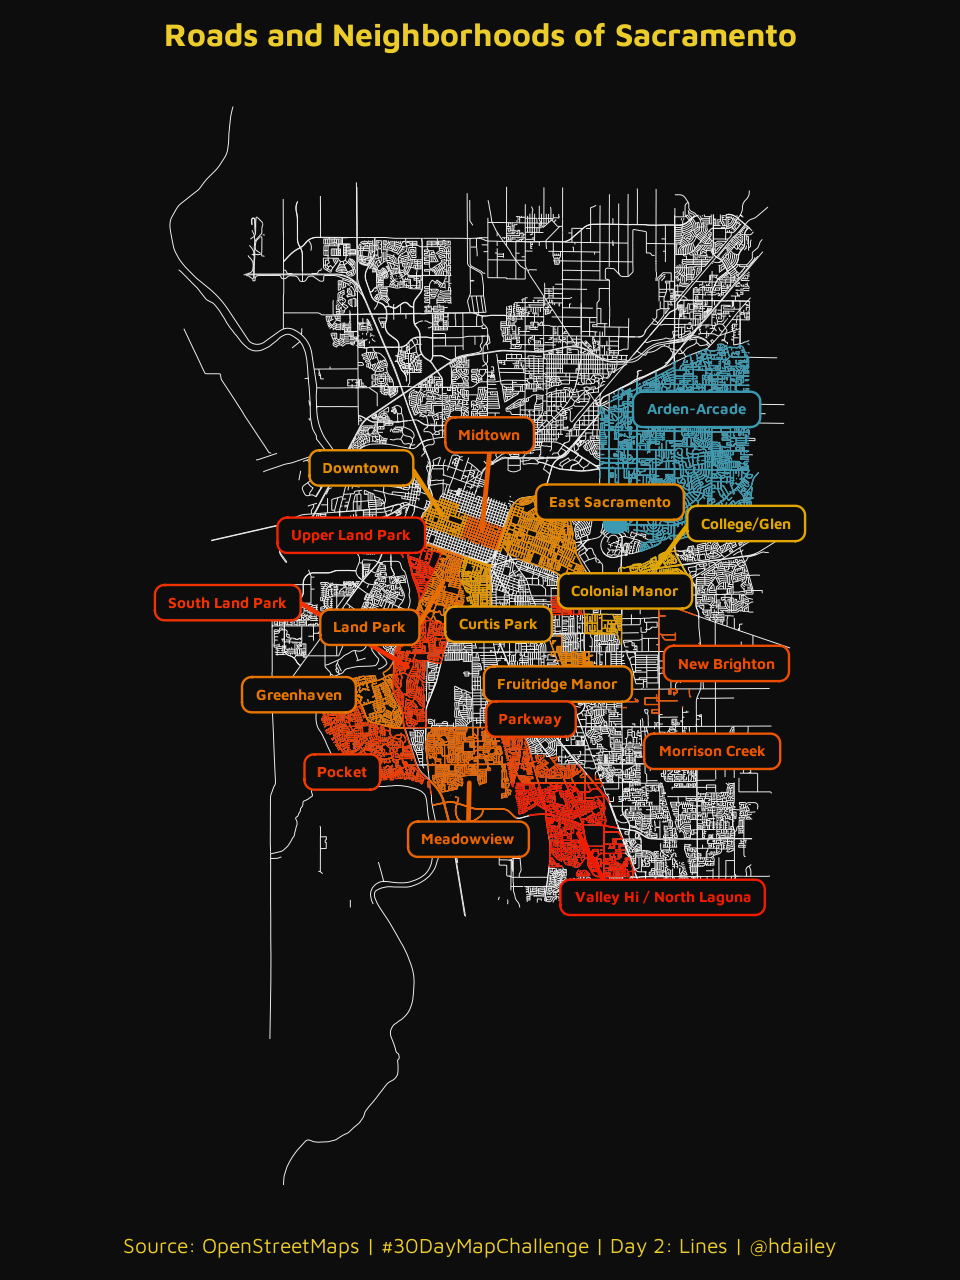 Roads and Neighborhoods of Sacramento
Arden-Arcade
Midtown
Downtown
East Sacramento
College/Glen
Upper Land Park
Colonial Manor
South Land Park
Land Park
Curtis Park
New Brighton
Fruitridge Manor
Greenhaven
Parkway
Morrison Creek
Pocket
Meadowview
Valley Hi / North Laguna
Source: OpenStreetMaps | #30DayMapChallenge | Day 2: Lines | @hdailey